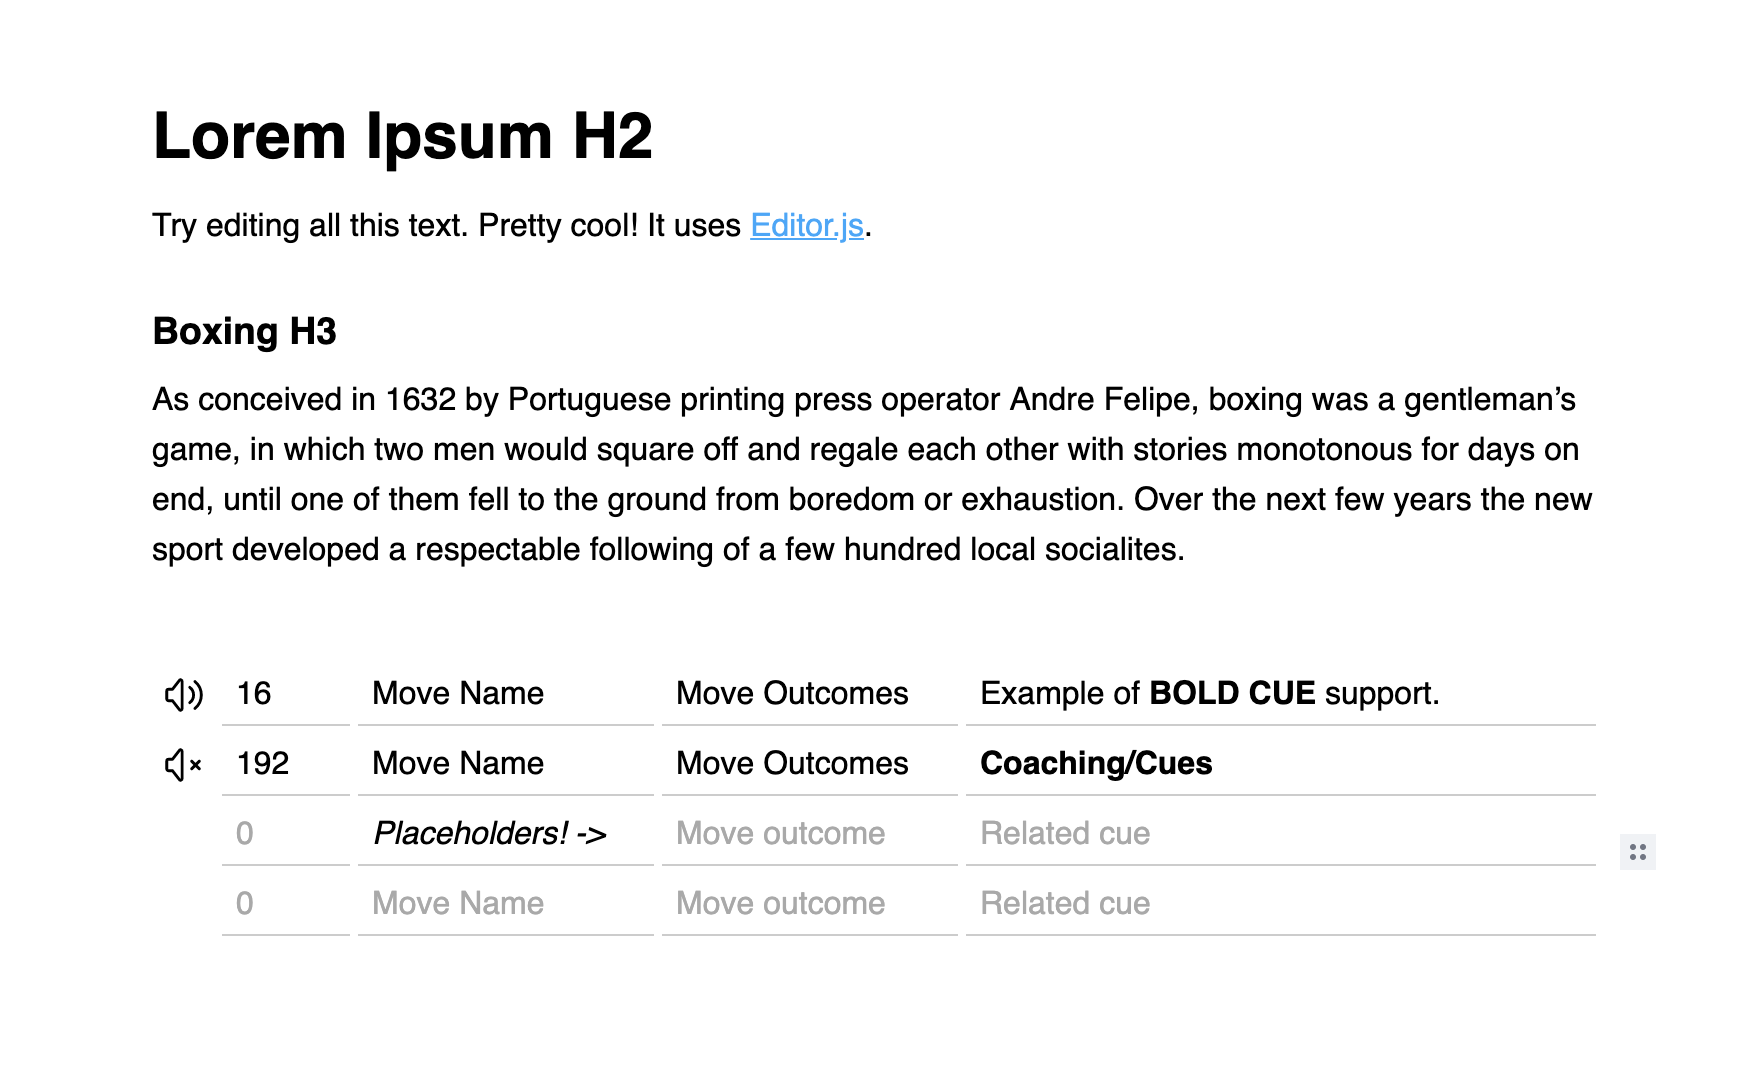 Lorem Ipsum H2
Try editing all this text. Pretty cool! It uses Editor.js.
Boxing H3
As conceived in 1632 by Portuguese printing press operator Andre Felipe, boxing was a gentleman’s
game, in which two men would square off and regale each other with stories monotonous for days on
end, until one of them fell to the ground from boredom or exhaustion. Over the next few years the new
sport developed a respectable following of a few hundred local socialites.
16 Move Name Move Outcomes Example of BOLD CUE support.
192 Move Name Move Outcomes Coaching/Cues
0 Placeholders! -> Move outcome Related cue
0 Move Name Move outcome Related cue